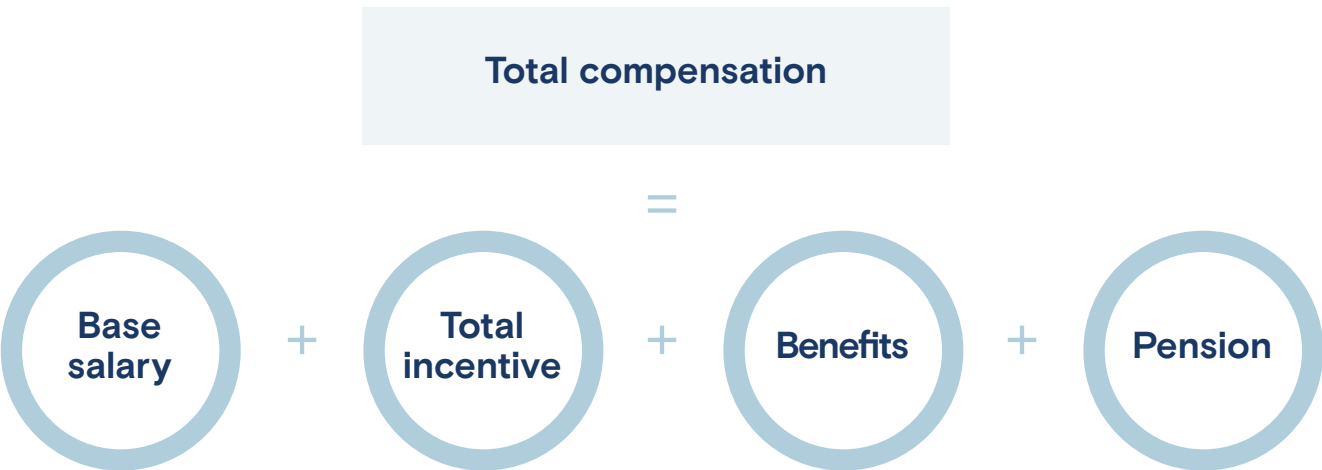 Total compensation
=
Base
salary
+
Total
incentive
+
Benefits
+
Pension